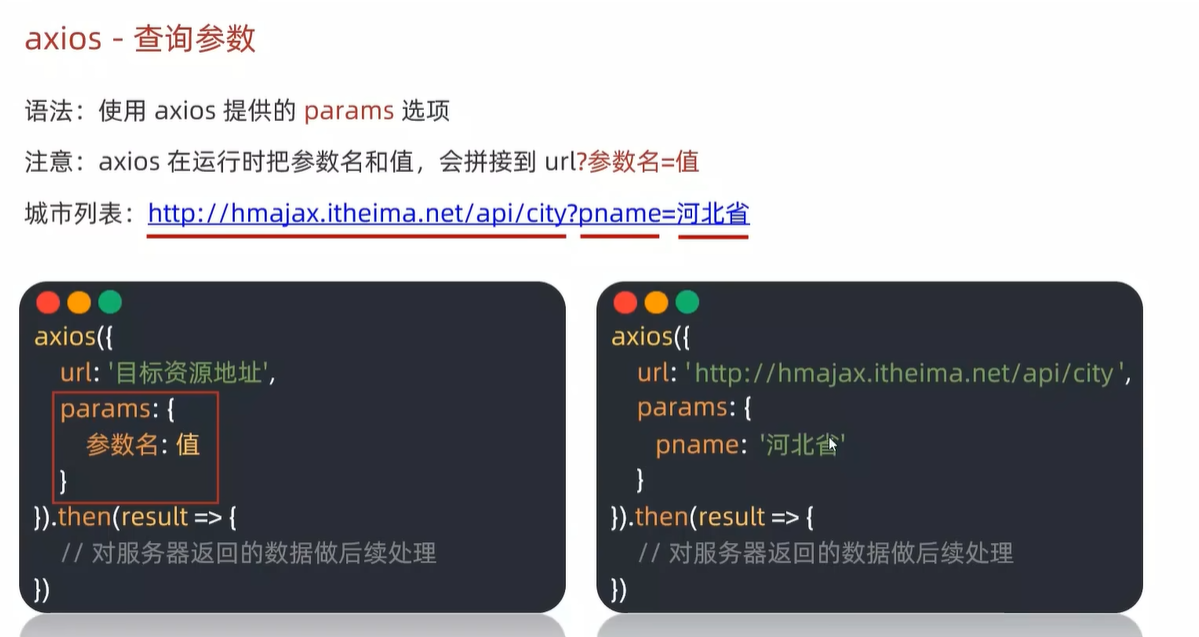 axios - 查询参数
语法：使用 axios 提供的 params 选项
注意：axios 在运行时把参数名和值，会拼接到 url?参数名=值
城市列表：http://hmajax.itheima.net/api/city?pname=河北省
axios({
url: '目标资源地址',
params: {
参数名: 值
}
}).then(result => {
// 对服务器返回的数据做后续处理
})
axios({
url: 'http://hmajax.itheima.net/api/city',
params: {
pname: '河北省'
}
}).then(result => {
// 对服务器返回的数据做后续处理
})